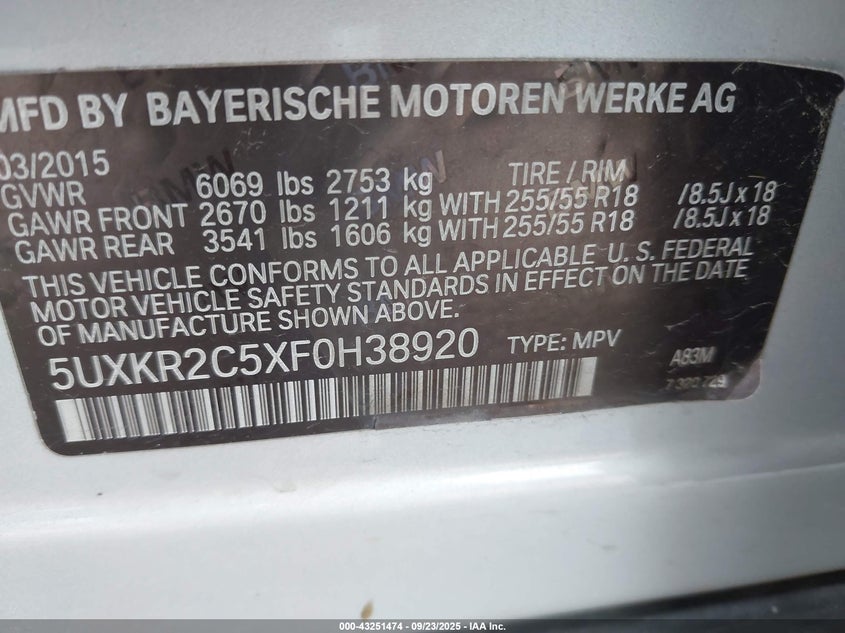 MFD BY BAYERISCHE MOTOREN WERKE AG
03/2015
GVWR 6069 lbs 2753 kg TIRE / RIM
GAWR FRONT 2670 lbs 1211 kg WITH 255/55 R18 /8.5J x 18
GAWR REAR 3541 lbs 1606 kg WITH 255/55 R18 /8.5J x 18
THIS VEHICLE CONFORMS TO ALL APPLICABLE U. S. FEDERAL
MOTOR VEHICLE SAFETY STANDARDS IN EFFECT ON THE DATE
OF MANUFACTURE SHOWN ABOVE.
5UXKR2C5XF0H38920 TYPE: MPV A83M
000-43251474 - 09/23/2025 - IAA Inc.